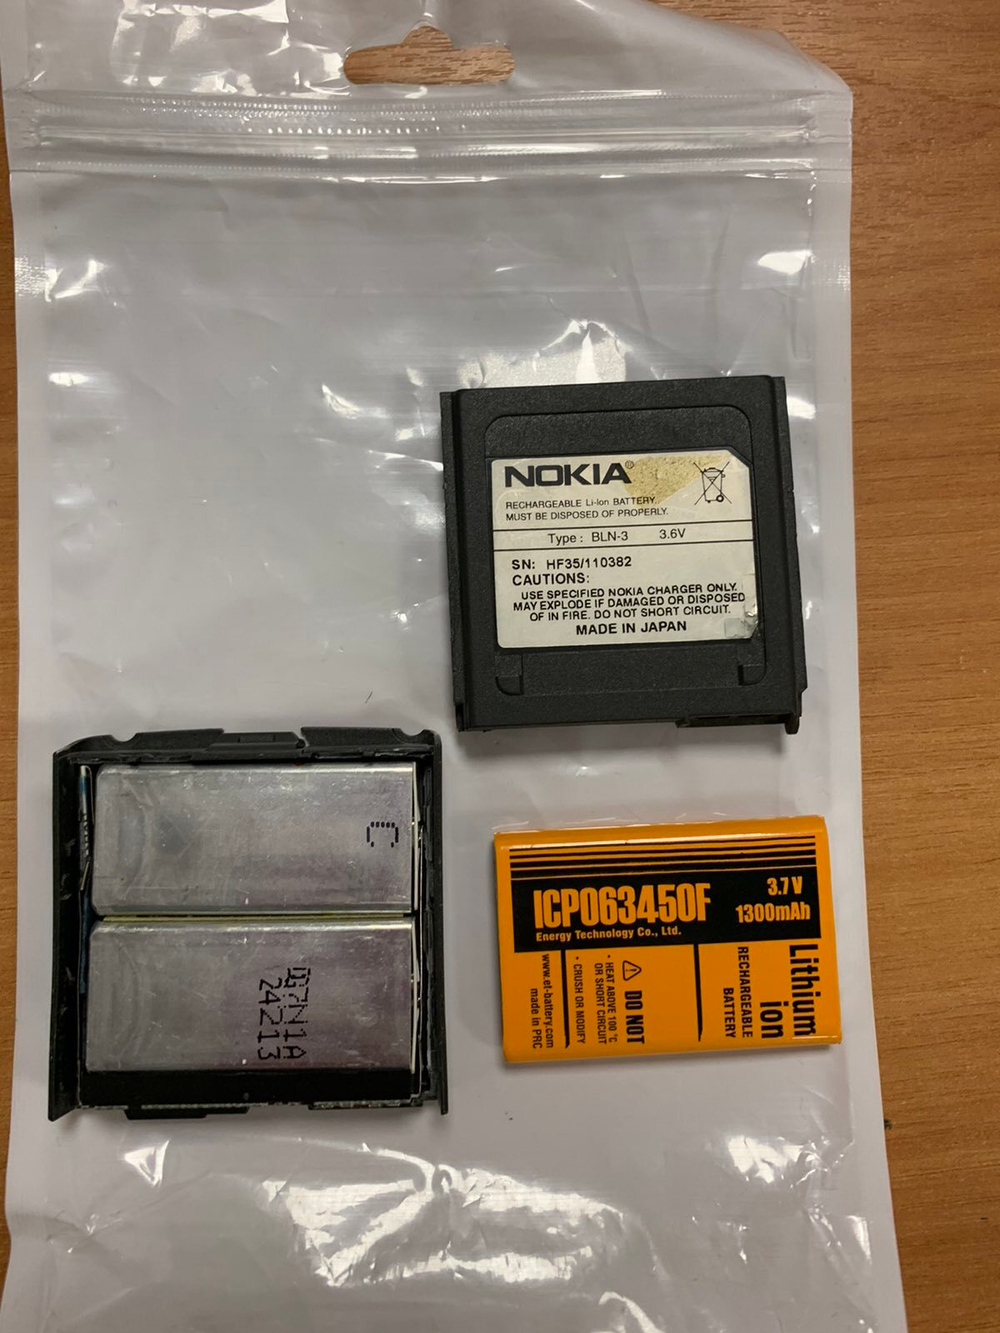 NOKIA®
RECHARGEABLE Li-Ion BATTERY.
MUST BE DISPOSED OF PROPERLY.
Type : BLN-3 3.6V
SN: HF35/110382
CAUTIONS:
USE SPECIFIED NOKIA CHARGER ONLY.
MAY EXPLODE IF DAMAGED OR DISPOSED
OF IN FIRE. DO NOT SHORT CIRCUIT.
MADE IN JAPAN
24213
ICP063450F
Energy Technology Co., Ltd.
3.7 V
1300mAh
Lithium
ion
RECHARGEABLE
BATTERY
DO NOT
• HEAT ABOVE 100 °C
OR SHORT CIRCUIT
• CRUSH OR MODIFY
www.et-battery.com
made in PRC